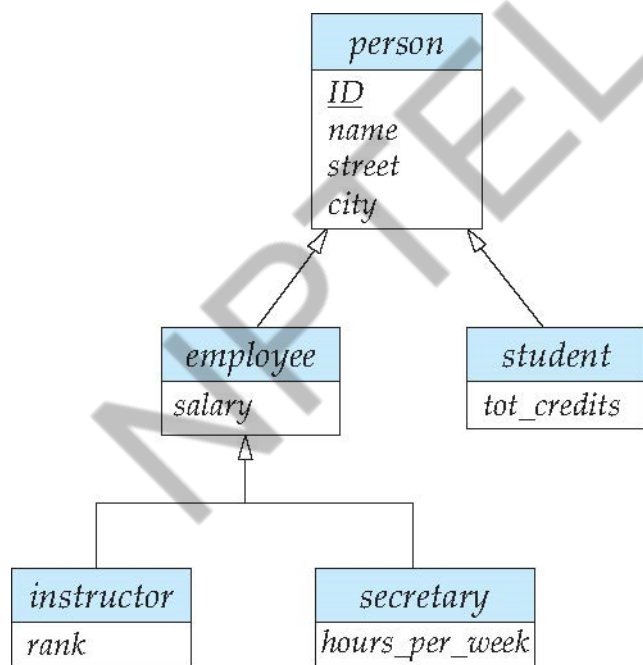 person
ID
name
street
city
employee
salary
student
tot_credits
instructor
rank
secretary
hours_per_week
NPTEL